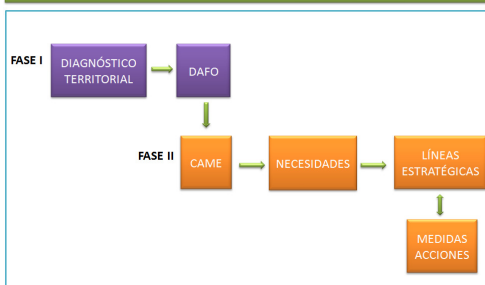 FASE I
DIAGNÓSTICO
TERRITORIAL
DAFO
FASE II
CAME
NECESIDADES
LÍNEAS
ESTRATÉGICAS
MEDIDAS
ACCIONES